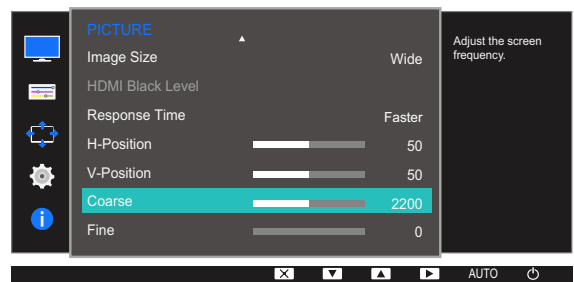 PICTURE
Image Size Wide
HDMI Black Level
Response Time Faster
H-Position 50
V-Position 50
Coarse 2200
Fine 0
Adjust the screen
frequency.
AUTO